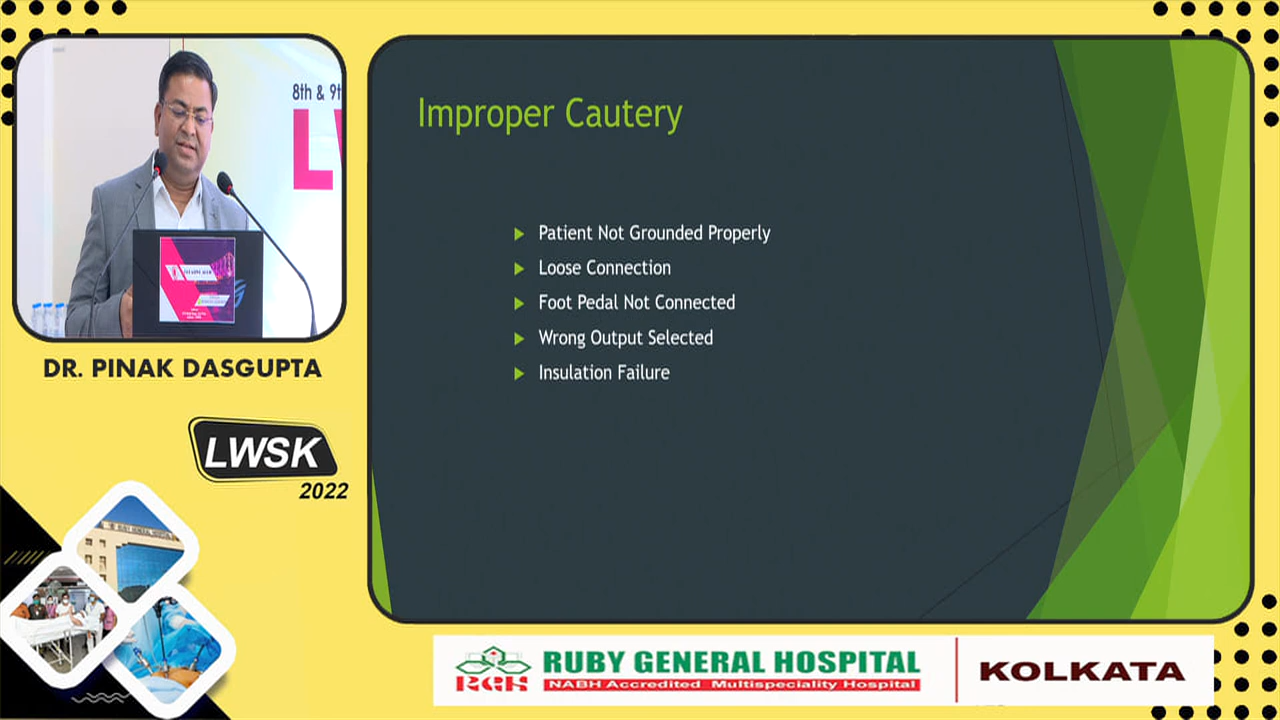 8th & 9t
L
DR. PINAK DASGUPTA
LWSK
2022
Improper Cautery
Patient Not Grounded Properly
Loose Connection
Foot Pedal Not Connected
Wrong Output Selected
Insulation Failure
RUBY GENERAL HOSPITAL
RGH
NABH Accredited Multispeciality Hospital
KOLKATA